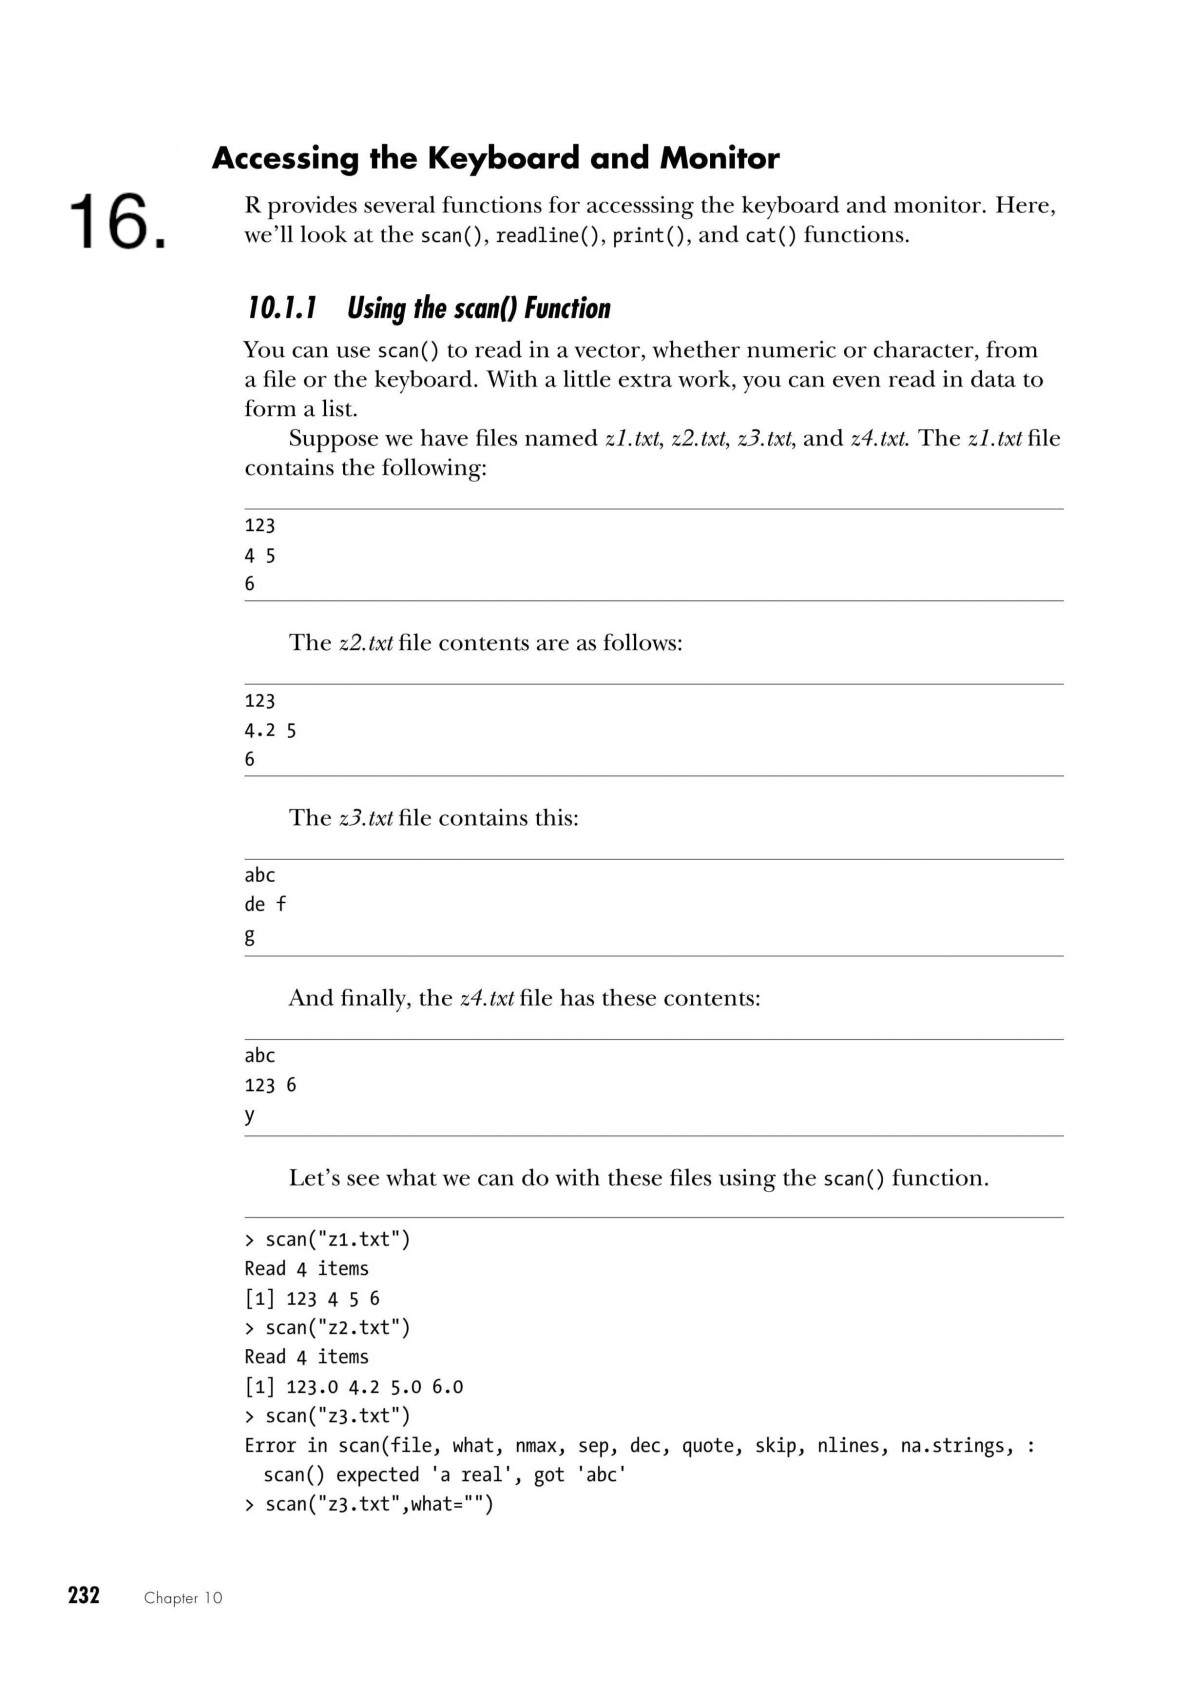 Accessing the Keyboard and Monitor
16.
R provides several functions for accesssing the keyboard and monitor. Here,
we’ll look at the scan(), readline(), print(), and cat() functions.
10.1.1 Using the scan() Function
You can use scan() to read in a vector, whether numeric or character, from
a file or the keyboard. With a little extra work, you can even read in data to
form a list.
Suppose we have files named z1.txt, z2.txt, z3.txt, and z4.txt. The z1.txt file
contains the following:
123
4 5
6
The z2.txt file contents are as follows:
123
4.2 5
6
The z3.txt file contains this:
abc
de f
g
And finally, the z4.txt file has these contents:
abc
123 6
y
Let’s see what we can do with these files using the scan() function.
> scan("z1.txt")
Read 4 items
[1] 123 4 5 6
> scan("z2.txt")
Read 4 items
[1] 123.0 4.2 5.0 6.0
> scan("z3.txt")
Error in scan(file, what, nmax, sep, dec, quote, skip, nlines, na.strings, :
scan() expected 'a real', got 'abc'
> scan("z3.txt",what="")
232 Chapter 10